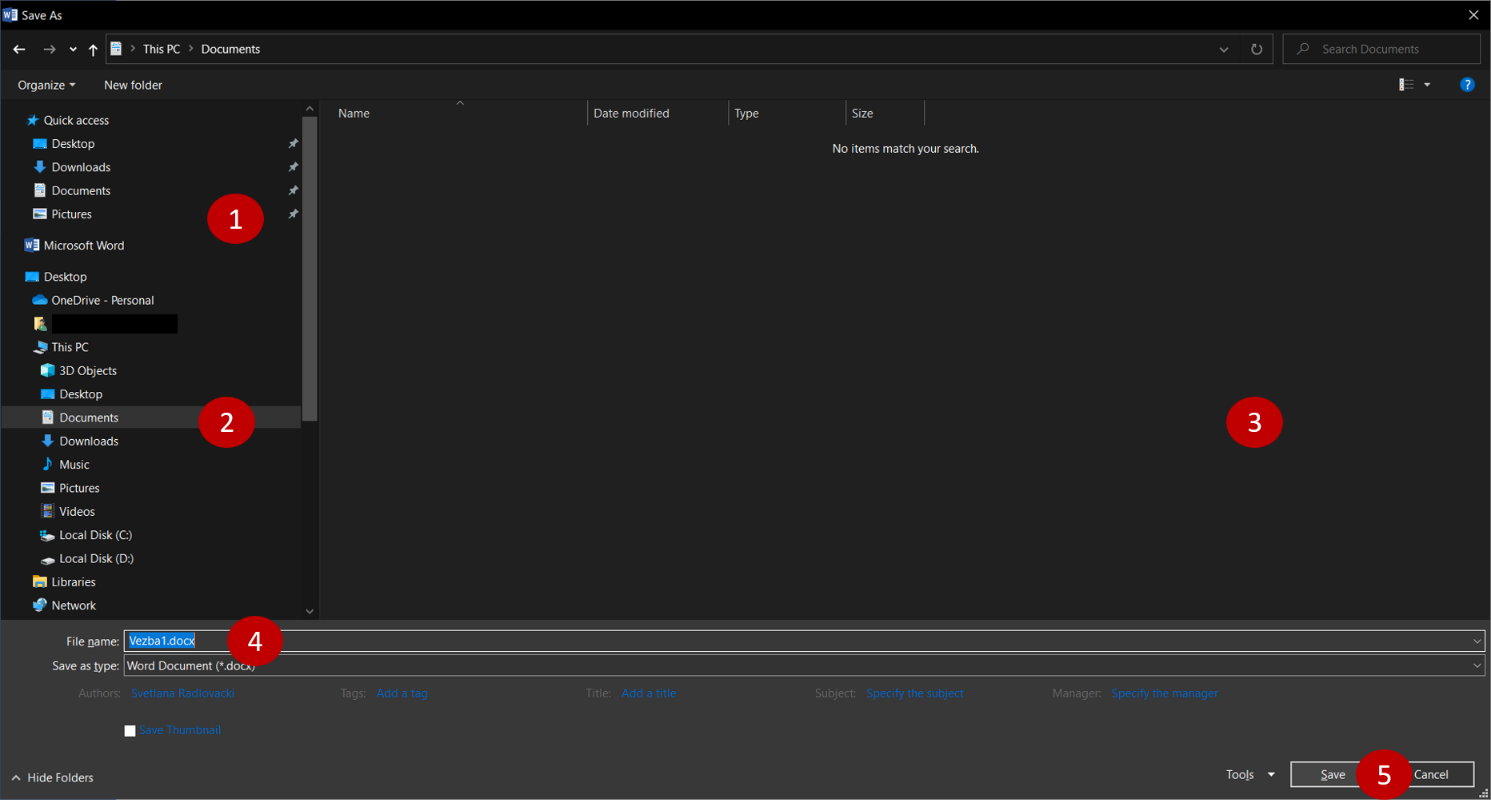 Save As
This PC > Documents
Search Documents
Organize New folder
?
Name Date modified Type Size
No items match your search.
Quick access
Desktop
Downloads
Documents
Pictures
1
Microsoft Word
Desktop
OneDrive - Personal
This PC
3D Objects
Desktop
Documents
2
3
Downloads
Music
Pictures
Videos
Local Disk (C:)
Local Disk (D:)
Libraries
Network
File name: Vezba1.docx
4
Save as type: Word Document (*.docx)
Authors: Svetlana Radlovacki Tags: Add a tag Title: Add a title Subject: Specify the subject Manager: Specify the manager
Save Thumbnail
Hide Folders
Tools Save 5 Cancel